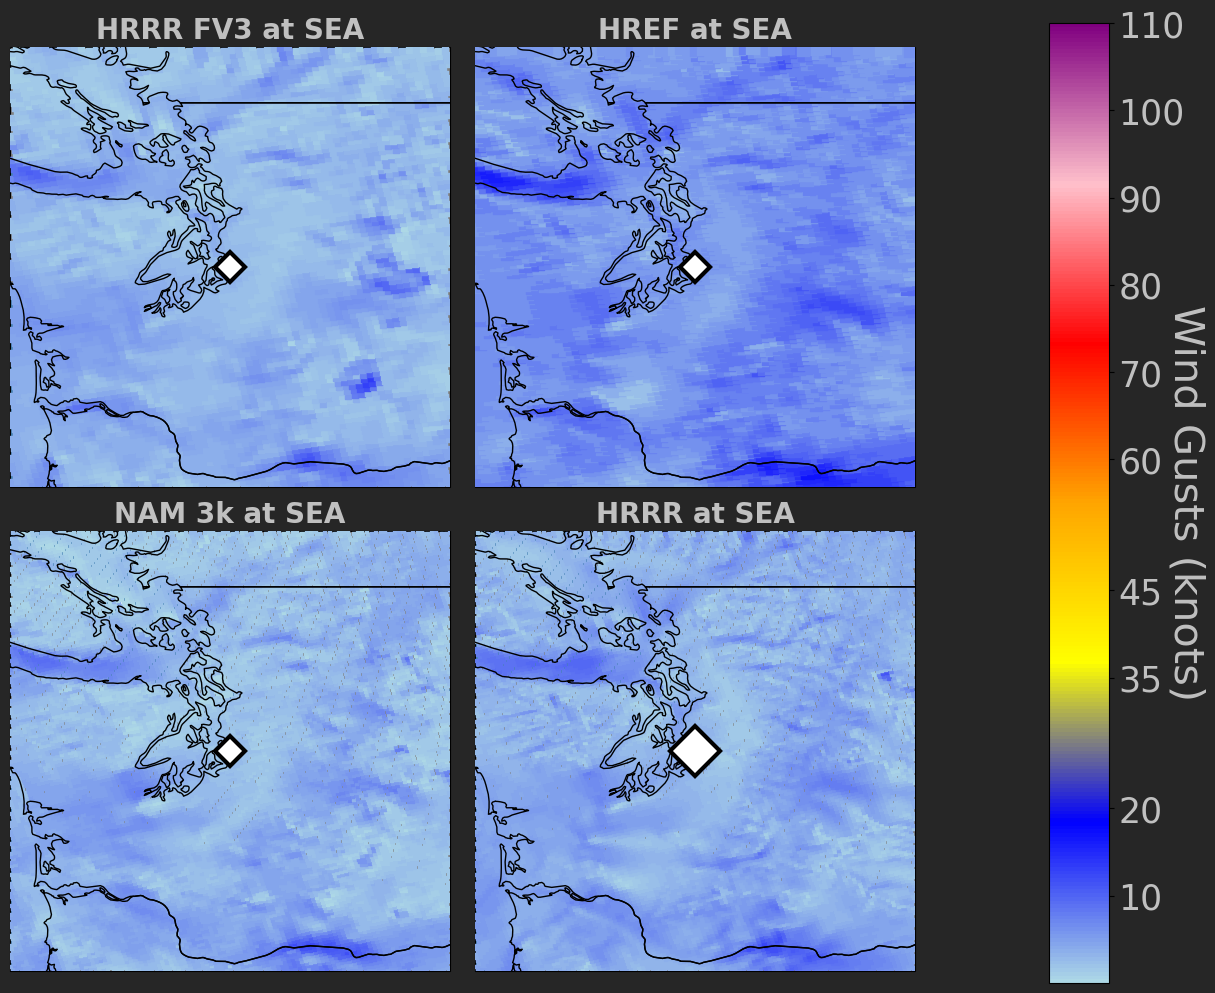 HRRR FV3 at SEA
HREF at SEA
NAM 3k at SEA
HRRR at SEA
110
100
90
80
70
60
45
35
20
10
Wind Gusts (knots)